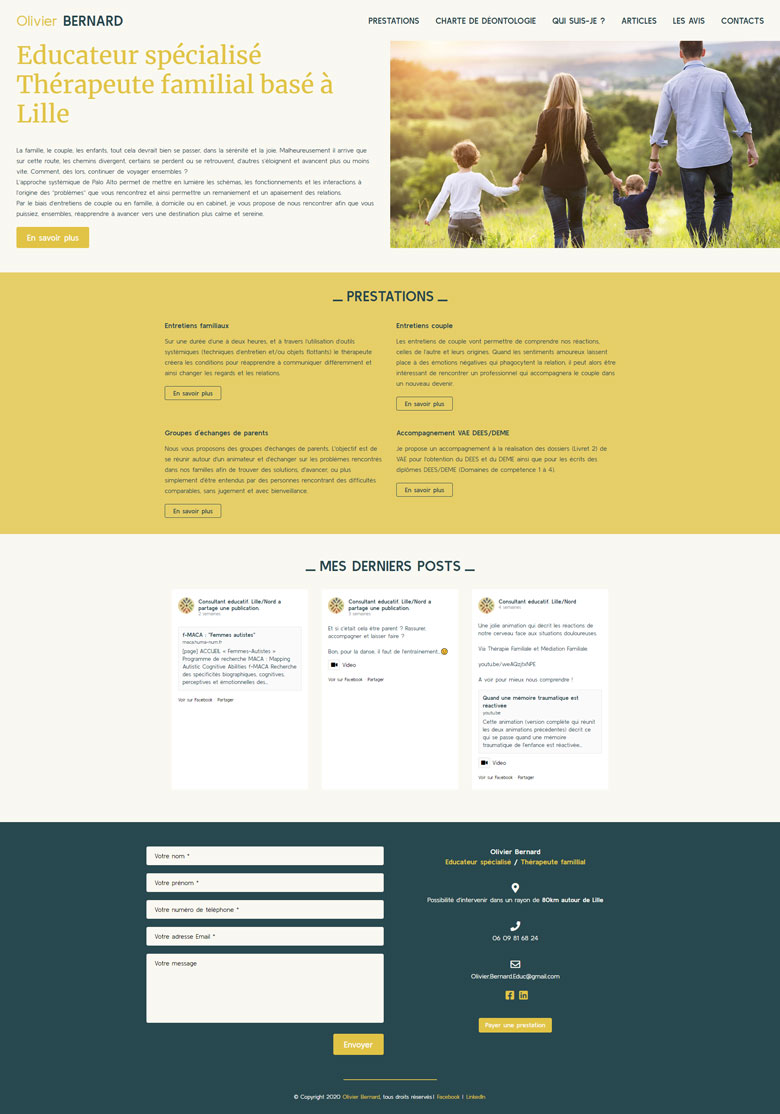 Olivier BERNARD
PRESTATIONS CHARTE DE DÉONTOLOGIE QUI SUIS-JE ? ARTICLES LES AVIS CONTACTS
Educateur spécialisé
Thérapeute familial basé à
Lille
La famille, le couple, les enfants, tout cela devrait bien se passer, dans la sérénité et la joie. Malheureusement il arrive que
sur cette route, les chemins divergent, certains se perdent ou se retrouvent, d'autres s'éloignent et avancent plus ou moins
vite. Comment, dès lors, continuer de voyager ensembles ?
L'approche systémique de Palo Alto permet de mettre en lumière les schémas, les fonctionnements et les interactions à
l'origine des "problèmes" que vous rencontrez et ainsi permettre un remaniement et un apaisement des relations.
Par le biais d'entretiens de couple ou en famille, à domicile ou en cabinet, je vous propose de nous rencontrer afin que vous
puissiez, ensembles, réapprendre à avancer vers une destination plus calme et sereine.
En savoir plus
PRESTATIONS
Entretiens familiaux
Sur une durée d'une à deux heures, et à travers l'utilisation d'outils
systémiques (techniques d'entretien et/ou objets flottants) le thérapeute
créera les conditions pour réapprendre à communiquer différemment et
ainsi changer les regards et les relations.
En savoir plus
Entretiens couple
Les entretiens de couple vont permettre de comprendre nos réactions,
celles de l'autre et leurs origines. Quand les sentiments amoureux laissent
place à des émotions négatives qui phagocytent la relation, il peut alors être
intéressant de rencontrer un professionnel qui accompagnera le couple dans
un nouveau devenir.
En savoir plus
Groupes d'échanges de parents
Nous vous proposons des groupes d'échanges de parents. L'objectif est de
se réunir autour d'un animateur et d'échanger sur les problèmes rencontrés
dans nos familles afin de trouver des solutions, d'avancer, ou plus
simplement d'être entendus par des personnes rencontrant des difficultés
comparables, sans jugement et avec bienveillance.
En savoir plus
Accompagnement VAE DEES/DEME
Je propose un accompagnement à la réalisation des dossiers (Livret 2) de
VAE pour l'obtention du DEES et du DEME ainsi que pour les écrits des
diplômes DEES/DEME (Domaines de compétence 1 à 4).
En savoir plus
MES DERNIERS POSTS
Consultant éducatif. Lille/Nord a
partagé une publication.
2 semaines
f-MACA : "Femmes autistes"
maca.huma-num.fr
[page] ACCUEIL « Femmes-Autistes »
Programme de recherche MACA : Mapping
Autistic Cognitive Abilities f-MACA Recherche
des spécificités biographiques, cognitives,
perceptives et émotionnelles des...
Voir sur Facebook · Partager
Consultant éducatif. Lille/Nord a
partagé une publication.
3 semaines
Et si c'était cela être parent ? Rassurer,
accompagner et laisser faire ?
Bon, pour la danse, il faut de l'entraînement. 😊
Video
Voir sur Facebook · Partager
Consultant éducatif. Lille/Nord
4 semaines
Une jolie animation qui décrit les réactions de
notre cerveau face aux situations douloureuses.
Via Thérapie Familiale et Médiation Familiale
A voir pour mieux nous comprendre !
Quand une mémoire traumatique est
réactivée
youtube
Cette animation (version complète qui réunit
les deux animations précédentes) décrit ce
qui se passe quand une mémoire
traumatique de l'enfance est réactivée...
Video
Voir sur Facebook · Partager
Votre nom *
Votre prénom *
Votre numéro de téléphone *
Votre adresse Email *
Votre message
Envoyer
Olivier Bernard
Educateur spécialisé / Thérapeute famillial
Possibilité d'intervenir dans un rayon de 80km autour de Lille
06 09 81 68 24
Olivier.Bernard.Educ@gmail.com
Payer une prestation
© Copyright 2020 Olivier Bernard, tous droits réservés | Facebook | LinkedIn